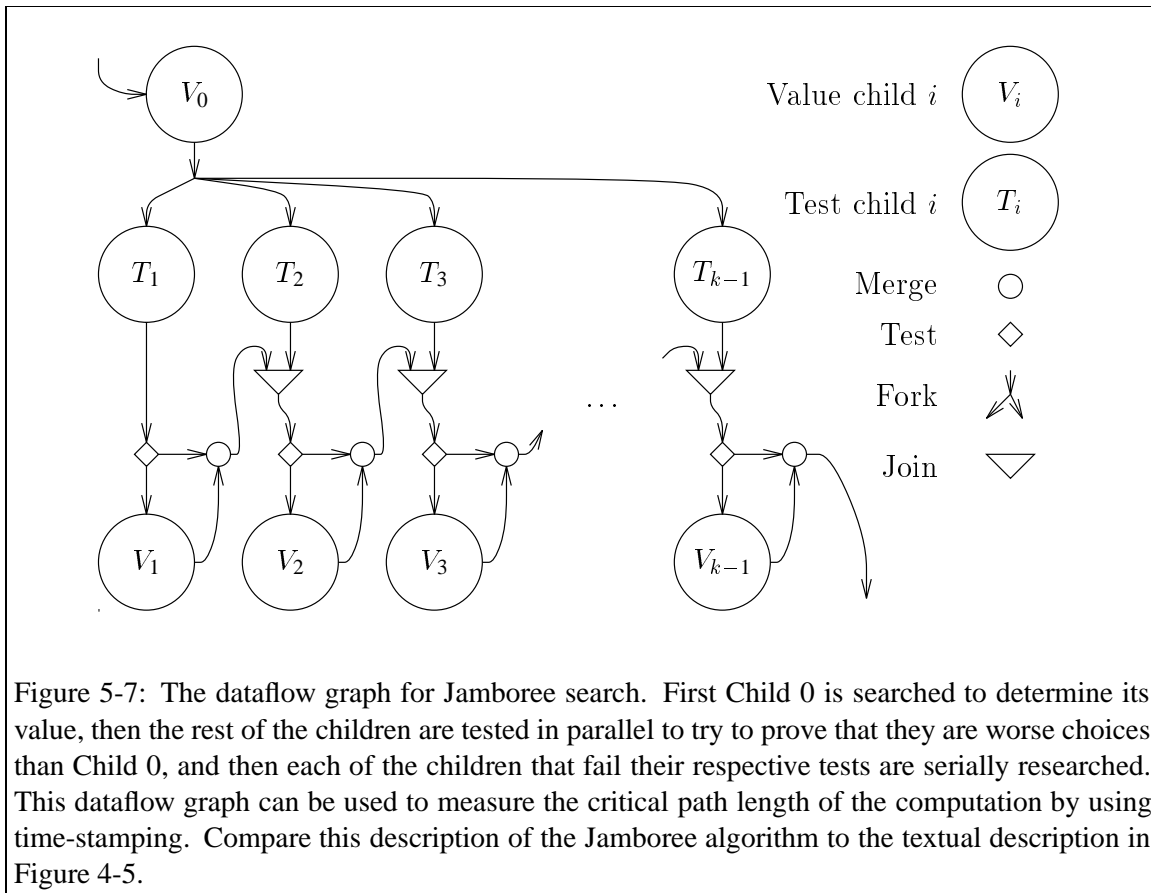 V0
Value child i
Vi
Test child i
Ti
T1
T2
T3
Tk−1
Merge
Test
Fork
...
Join
V1
V2
V3
Vk−1
Figure 5-7: The dataflow graph for Jamboree search. First Child 0 is searched to determine its
value, then the rest of the children are tested in parallel to try to prove that they are worse choices
than Child 0, and then each of the children that fail their respective tests are serially researched.
This dataflow graph can be used to measure the critical path length of the computation by using
time-stamping. Compare this description of the Jamboree algorithm to the textual description in
Figure 4-5.